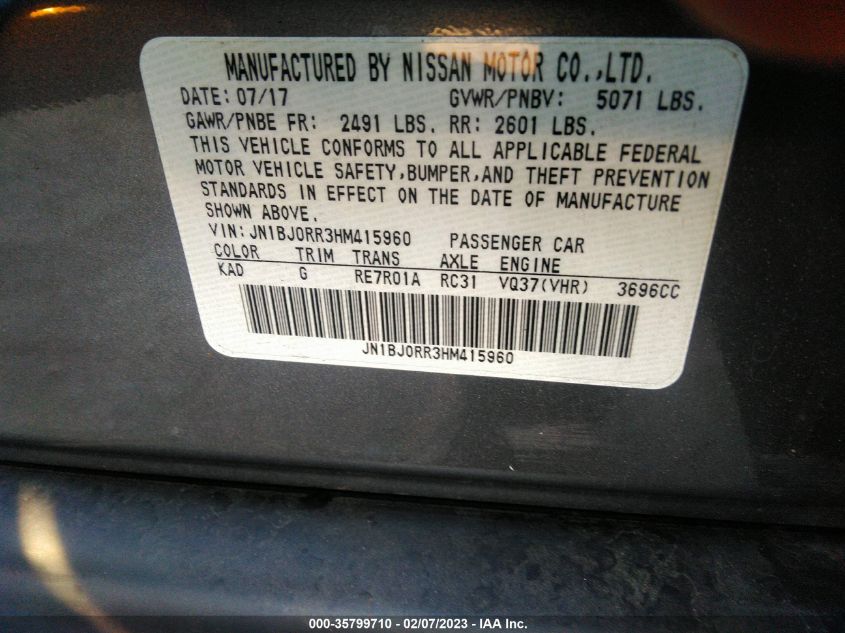 MANUFACTURED BY NISSAN MOTOR CO.,LTD.
DATE: 07/17 GVWR/PNBV: 5071 LBS.
GAWR/PNBE FR: 2491 LBS. RR: 2601 LBS.
THIS VEHICLE CONFORMS TO ALL APPLICABLE FEDERAL
MOTOR VEHICLE SAFETY,BUMPER,AND THEFT PREVENTION
STANDARDS IN EFFECT ON THE DATE OF MANUFACTURE
SHOWN ABOVE.
VIN: JN1BJ0RR3HM415960 PASSENGER CAR
COLOR TRIM TRANS AXLE ENGINE
KAD G RE7R01A RC31 VQ37(VHR) 3696CC
JN1BJ0RR3HM415960
000-35799710 - 02/07/2023 - IAA Inc.